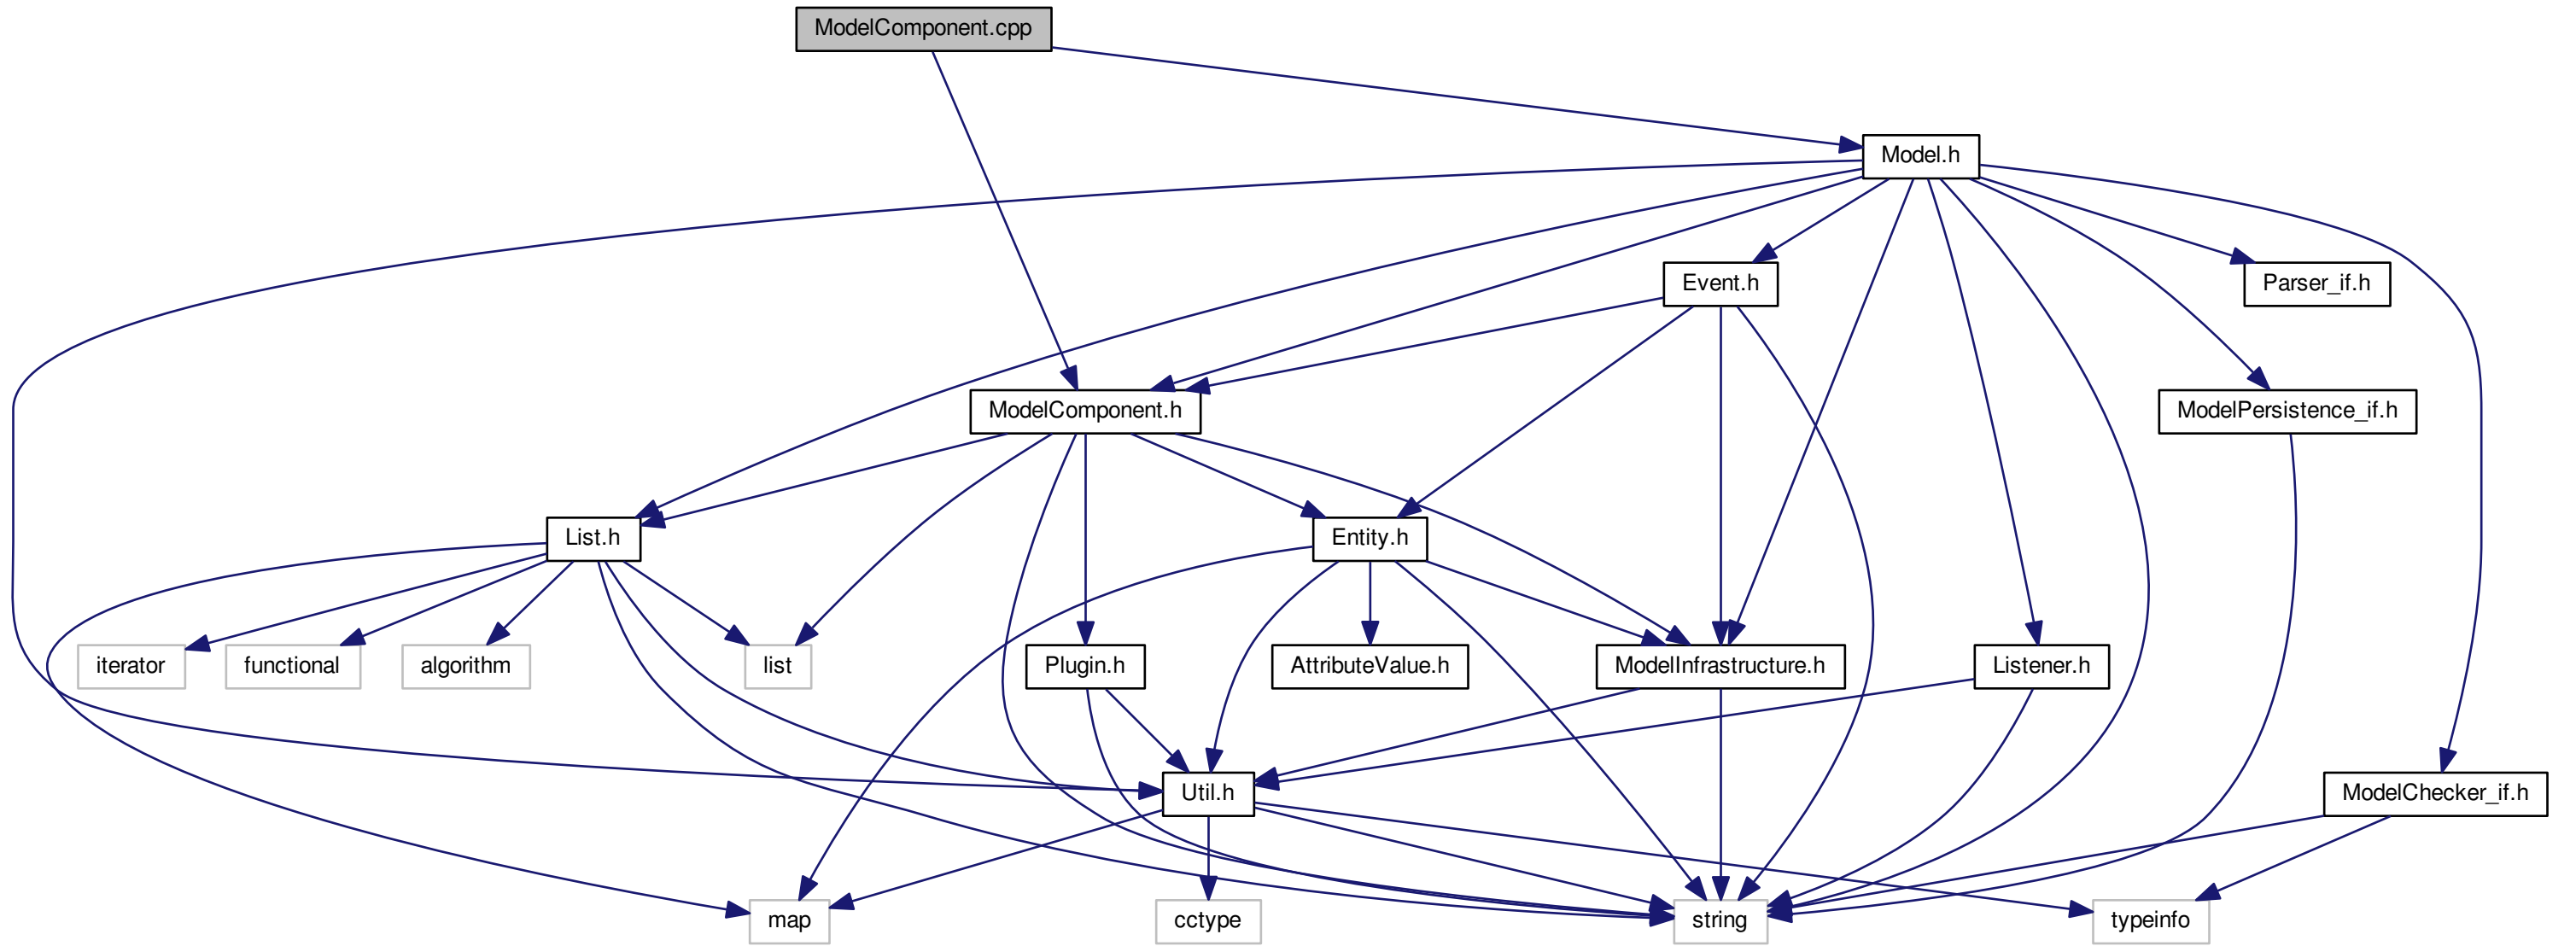 ModelComponent.cpp
Model.h
Event.h
Parser_if.h
ModelComponent.h
ModelPersistence_if.h
List.h
Entity.h
iterator
functional
algorithm
list
Plugin.h
AttributeValue.h
ModelInfrastructure.h
Listener.h
Util.h
ModelChecker_if.h
map
cctype
string
typeinfo